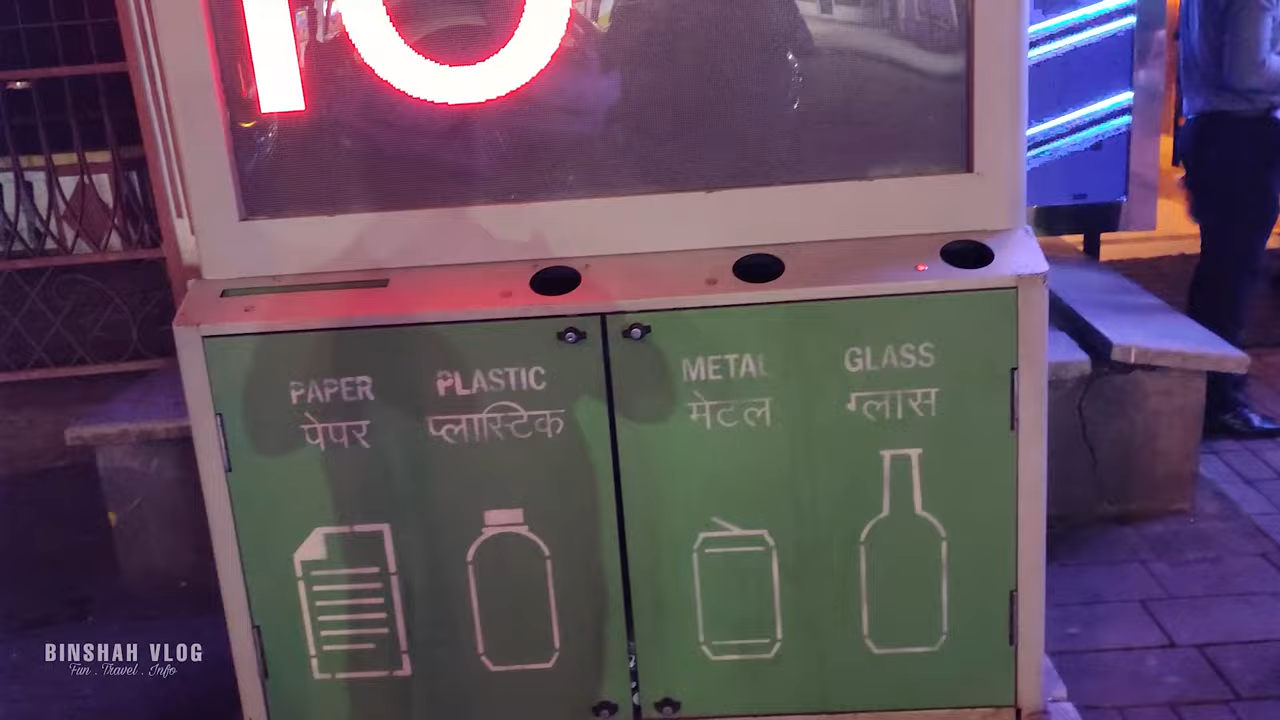 PAPER
पेपर
PLASTIC
प्लास्टिक
METAL
मेटल
GLASS
ग्लास
BINSHAH VLOG
Fun . Travel . Info